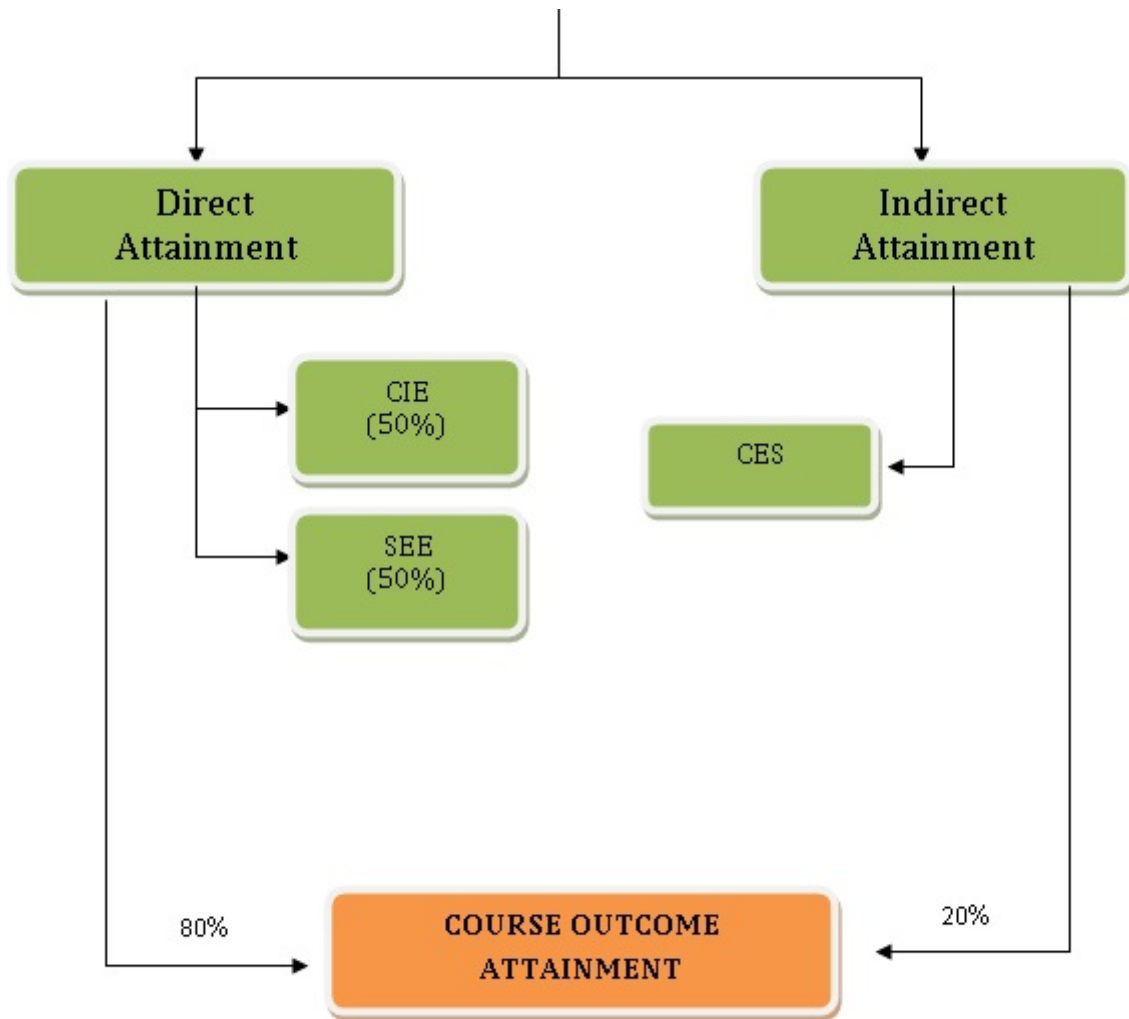 Direct
Attainment
Indirect
Attainment
CIE
(50%)
CES
SEE
(50%)
80%
COURSE OUTCOME
ATTAINMENT
20%